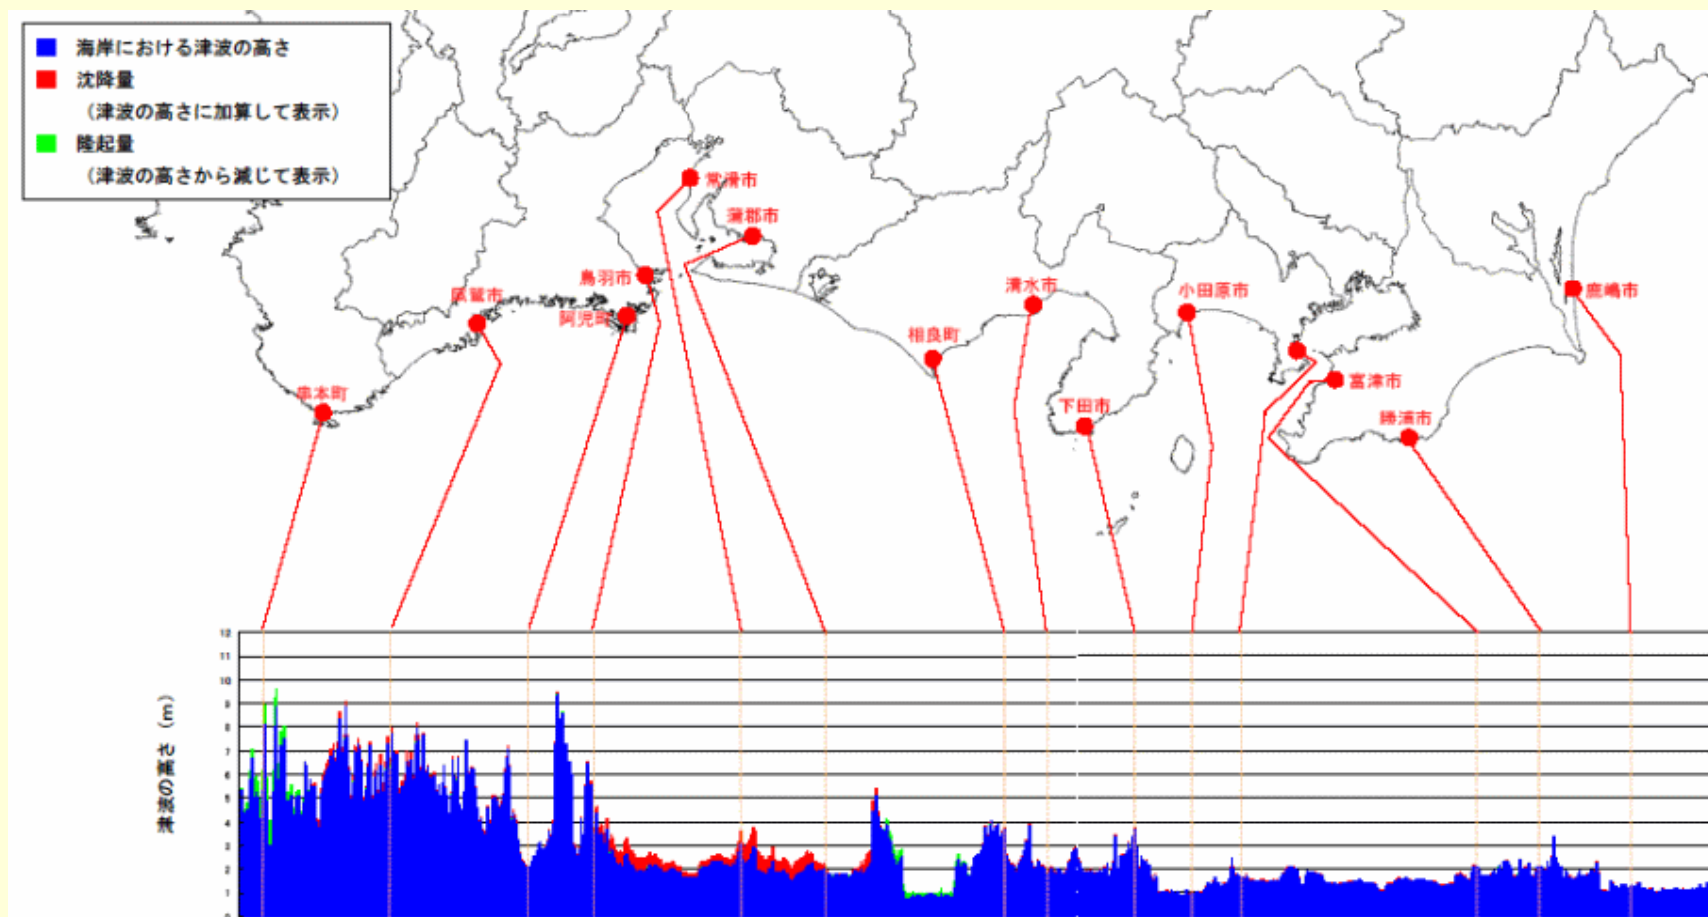 海岸における津波の高さ
沈降量
（津波の高さに加算して表示）
隆起量
（津波の高さから減じて表示）
常滑市
蒲郡市
鳥羽市
尾鷲市
阿児町
串本町
相良町
清水市
下田市
小田原市
富津市
勝浦市
鹿嶋市
津波の高さ（m）
12
11
10
9
8
7
6
5
4
3
2
1
0